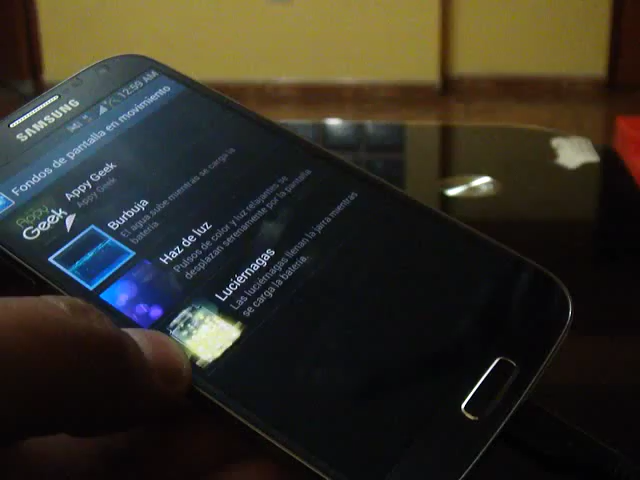 SAMSUNG
12:59 AM
Fondos de pantalla en movimiento
Appy
Geek
Appy Geek
Appy Geek
Burbuja
El agua sube mientras se carga la
batería
Haz de luz
Pulsos de color y luz relajantes se
desplazan serenamente por la pantalla
Luciérnagas
Las luciérnagas llenan la jarra mientras
se carga la batería.